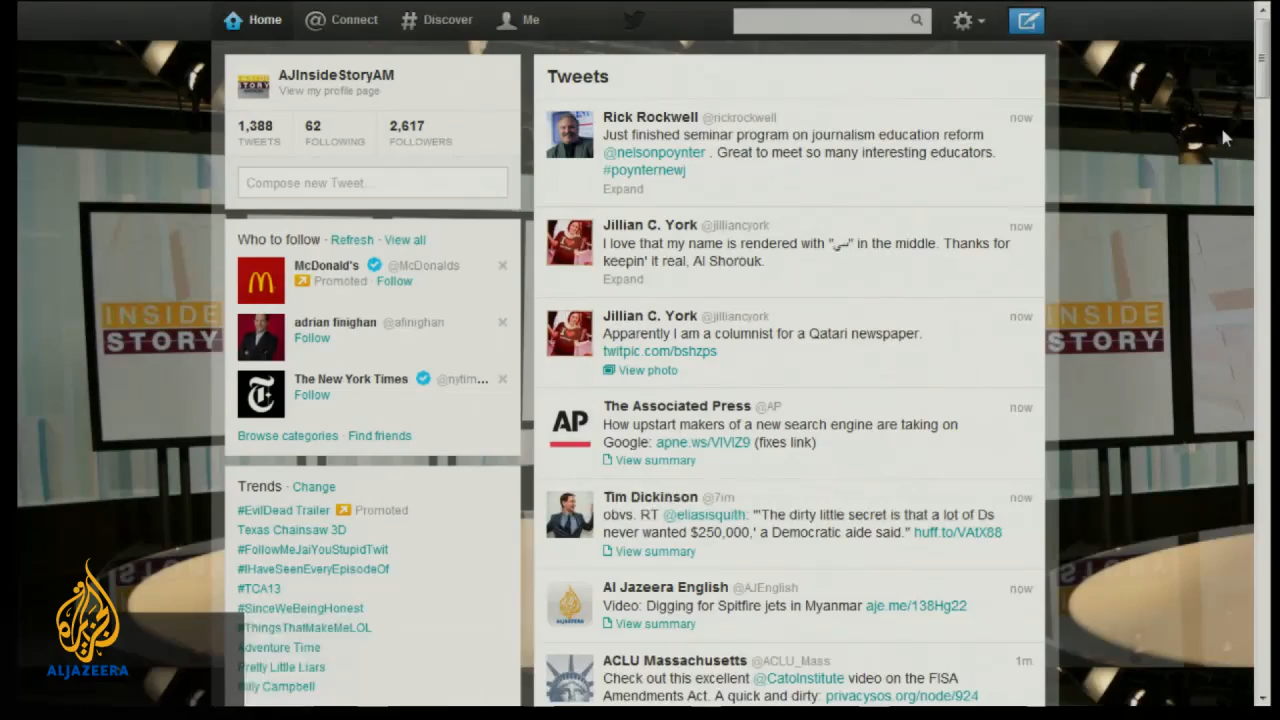 Home
Connect
Discover
Me
AJInsideStoryAM
View my profile page
1,388
TWEETS
62
FOLLOWING
2,617
FOLLOWERS
Compose new Tweet...
Who to follow · Refresh · View all
McDonald's @McDonalds
Promoted · Follow
adrian finighan @afinighan
Follow
The New York Times @nytim...
Follow
Browse categories · Find friends
Trends · Change
#EvilDead Trailer Promoted
Texas Chainsaw 3D
#FollowMeJaiYouStupidTwit
#IHaveSeenEveryEpisodeOf
#TCA13
#SinceWeBeingHonest
#ThingsThatMakeMeLOL
Adventure Time
Pretty Little Liars
Billy Campbell
Tweets
Rick Rockwell @rickrockwell now
Just finished seminar program on journalism education reform
@nelsonpoynter . Great to meet so many interesting educators.
#poynternewj
Expand
Jillian C. York @jilliancyork now
I love that my name is rendered with "سي" in the middle. Thanks for
keepin' it real, Al Shorouk.
Expand
Jillian C. York @jilliancyork now
Apparently I am a columnist for a Qatari newspaper.
twitpic.com/bshzps
View photo
AP
The Associated Press @AP now
How upstart makers of a new search engine are taking on
Google: apne.ws/VIVlZ9 (fixes link)
View summary
Tim Dickinson @7im now
obvs. RT @eliasisquith: "'The dirty little secret is that a lot of Ds
never wanted $250,000,' a Democratic aide said." huff.to/VAtX88
View summary
Al Jazeera English @AJEnglish now
Video: Digging for Spitfire jets in Myanmar aje.me/138Hg22
View summary
ACLU Massachusetts @ACLU_Mass 1m
Check out this excellent @CatoInstitute video on the FISA
Amendments Act. A quick and dirty: privacysos.org/node/924
INSIDE
STORY
INSIDE
STORY
ALJAZEERA